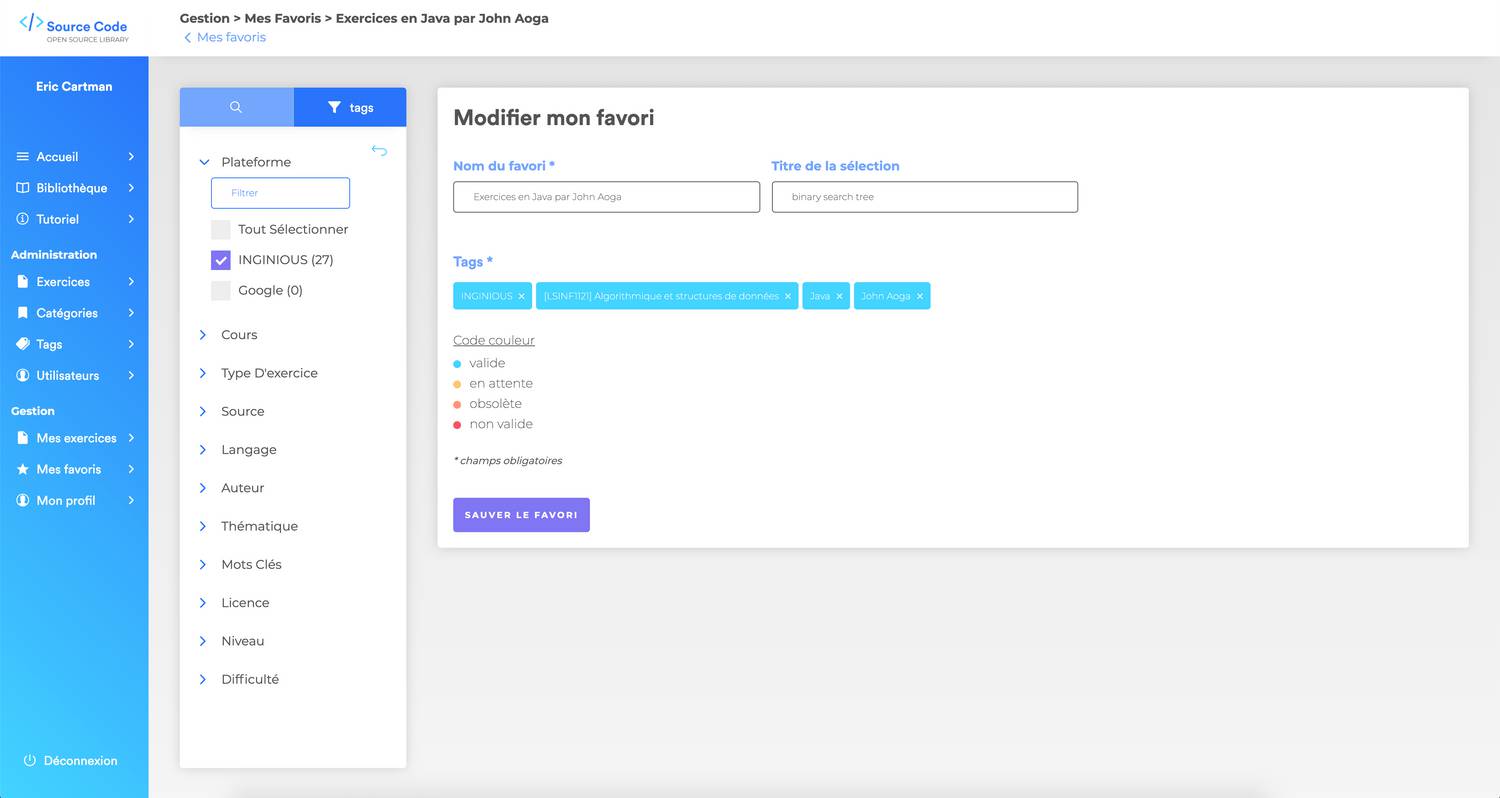 Source Code
OPEN SOURCE LIBRARY
Gestion > Mes Favoris > Exercices en Java par John Aoga
Mes favoris
Eric Cartman
Accueil
Bibliothèque
Tutoriel
Administration
Exercices
Catégories
Tags
Utilisateurs
Gestion
Mes exercices
Mes favoris
Mon profil
Déconnexion
tags
Plateforme
Filtrer
Tout Sélectionner
INGINIOUS (27)
Google (0)
Cours
Type D'exercice
Source
Langage
Auteur
Thématique
Mots Clés
Licence
Niveau
Difficulté
Modifier mon favori
Nom du favori * Titre de la sélection
Exercices en Java par John Aoga binary search tree
Tags *
INGINIOUS × [LSINF1121] Algorithmique et structures de données × Java × John Aoga ×
Code couleur
valide
en attente
obsolète
non valide
* champs obligatoires
SAUVER LE FAVORI